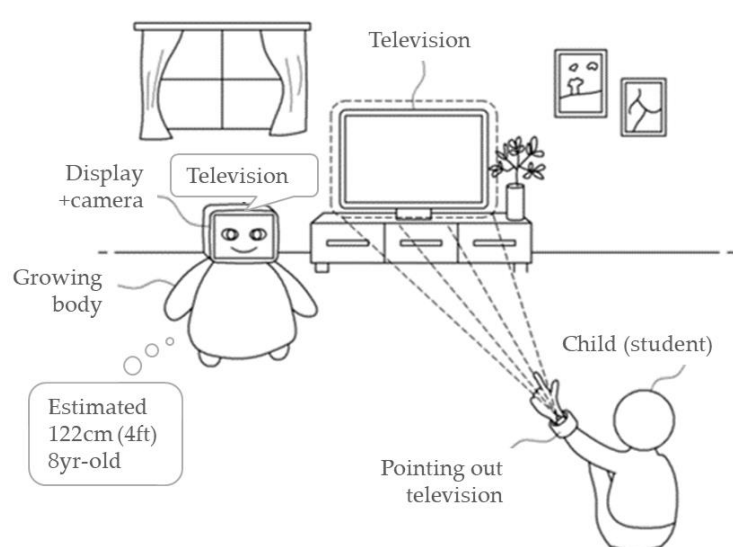 Television
Display
+camera
Television
Growing
body
Estimated
122cm (4ft)
8yr-old
Child (student)
Pointing out
television